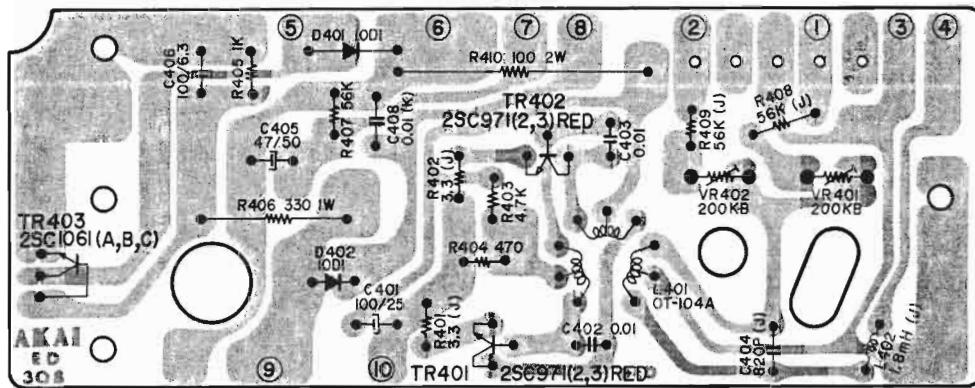 ⑤
⑥
⑦
⑧
②
①
③
④
C406
100/6.3
R405 1K
D401 10D1
R410 100 2W
TR402
2SC971(2,3)RED
R407 56K
C408
0.01 (K)
C405
47/50
C403
0.01
R409
56K (J)
R408
56K (J)
R402
3.3 (J)
R403
4.7K
VR402
200KB
VR401
200KB
R406 330 1W
TR403
2SC1061(A,B,C)
D402
10D1
R404 470
C401
100/25
L401
OT-104A
R401
3.3 (J)
C402 0.01
C404
820P (J)
L402
1.8mH (J)
AKAI
ED
308
⑨
⑩
TR401
2SC971(2,3)RED